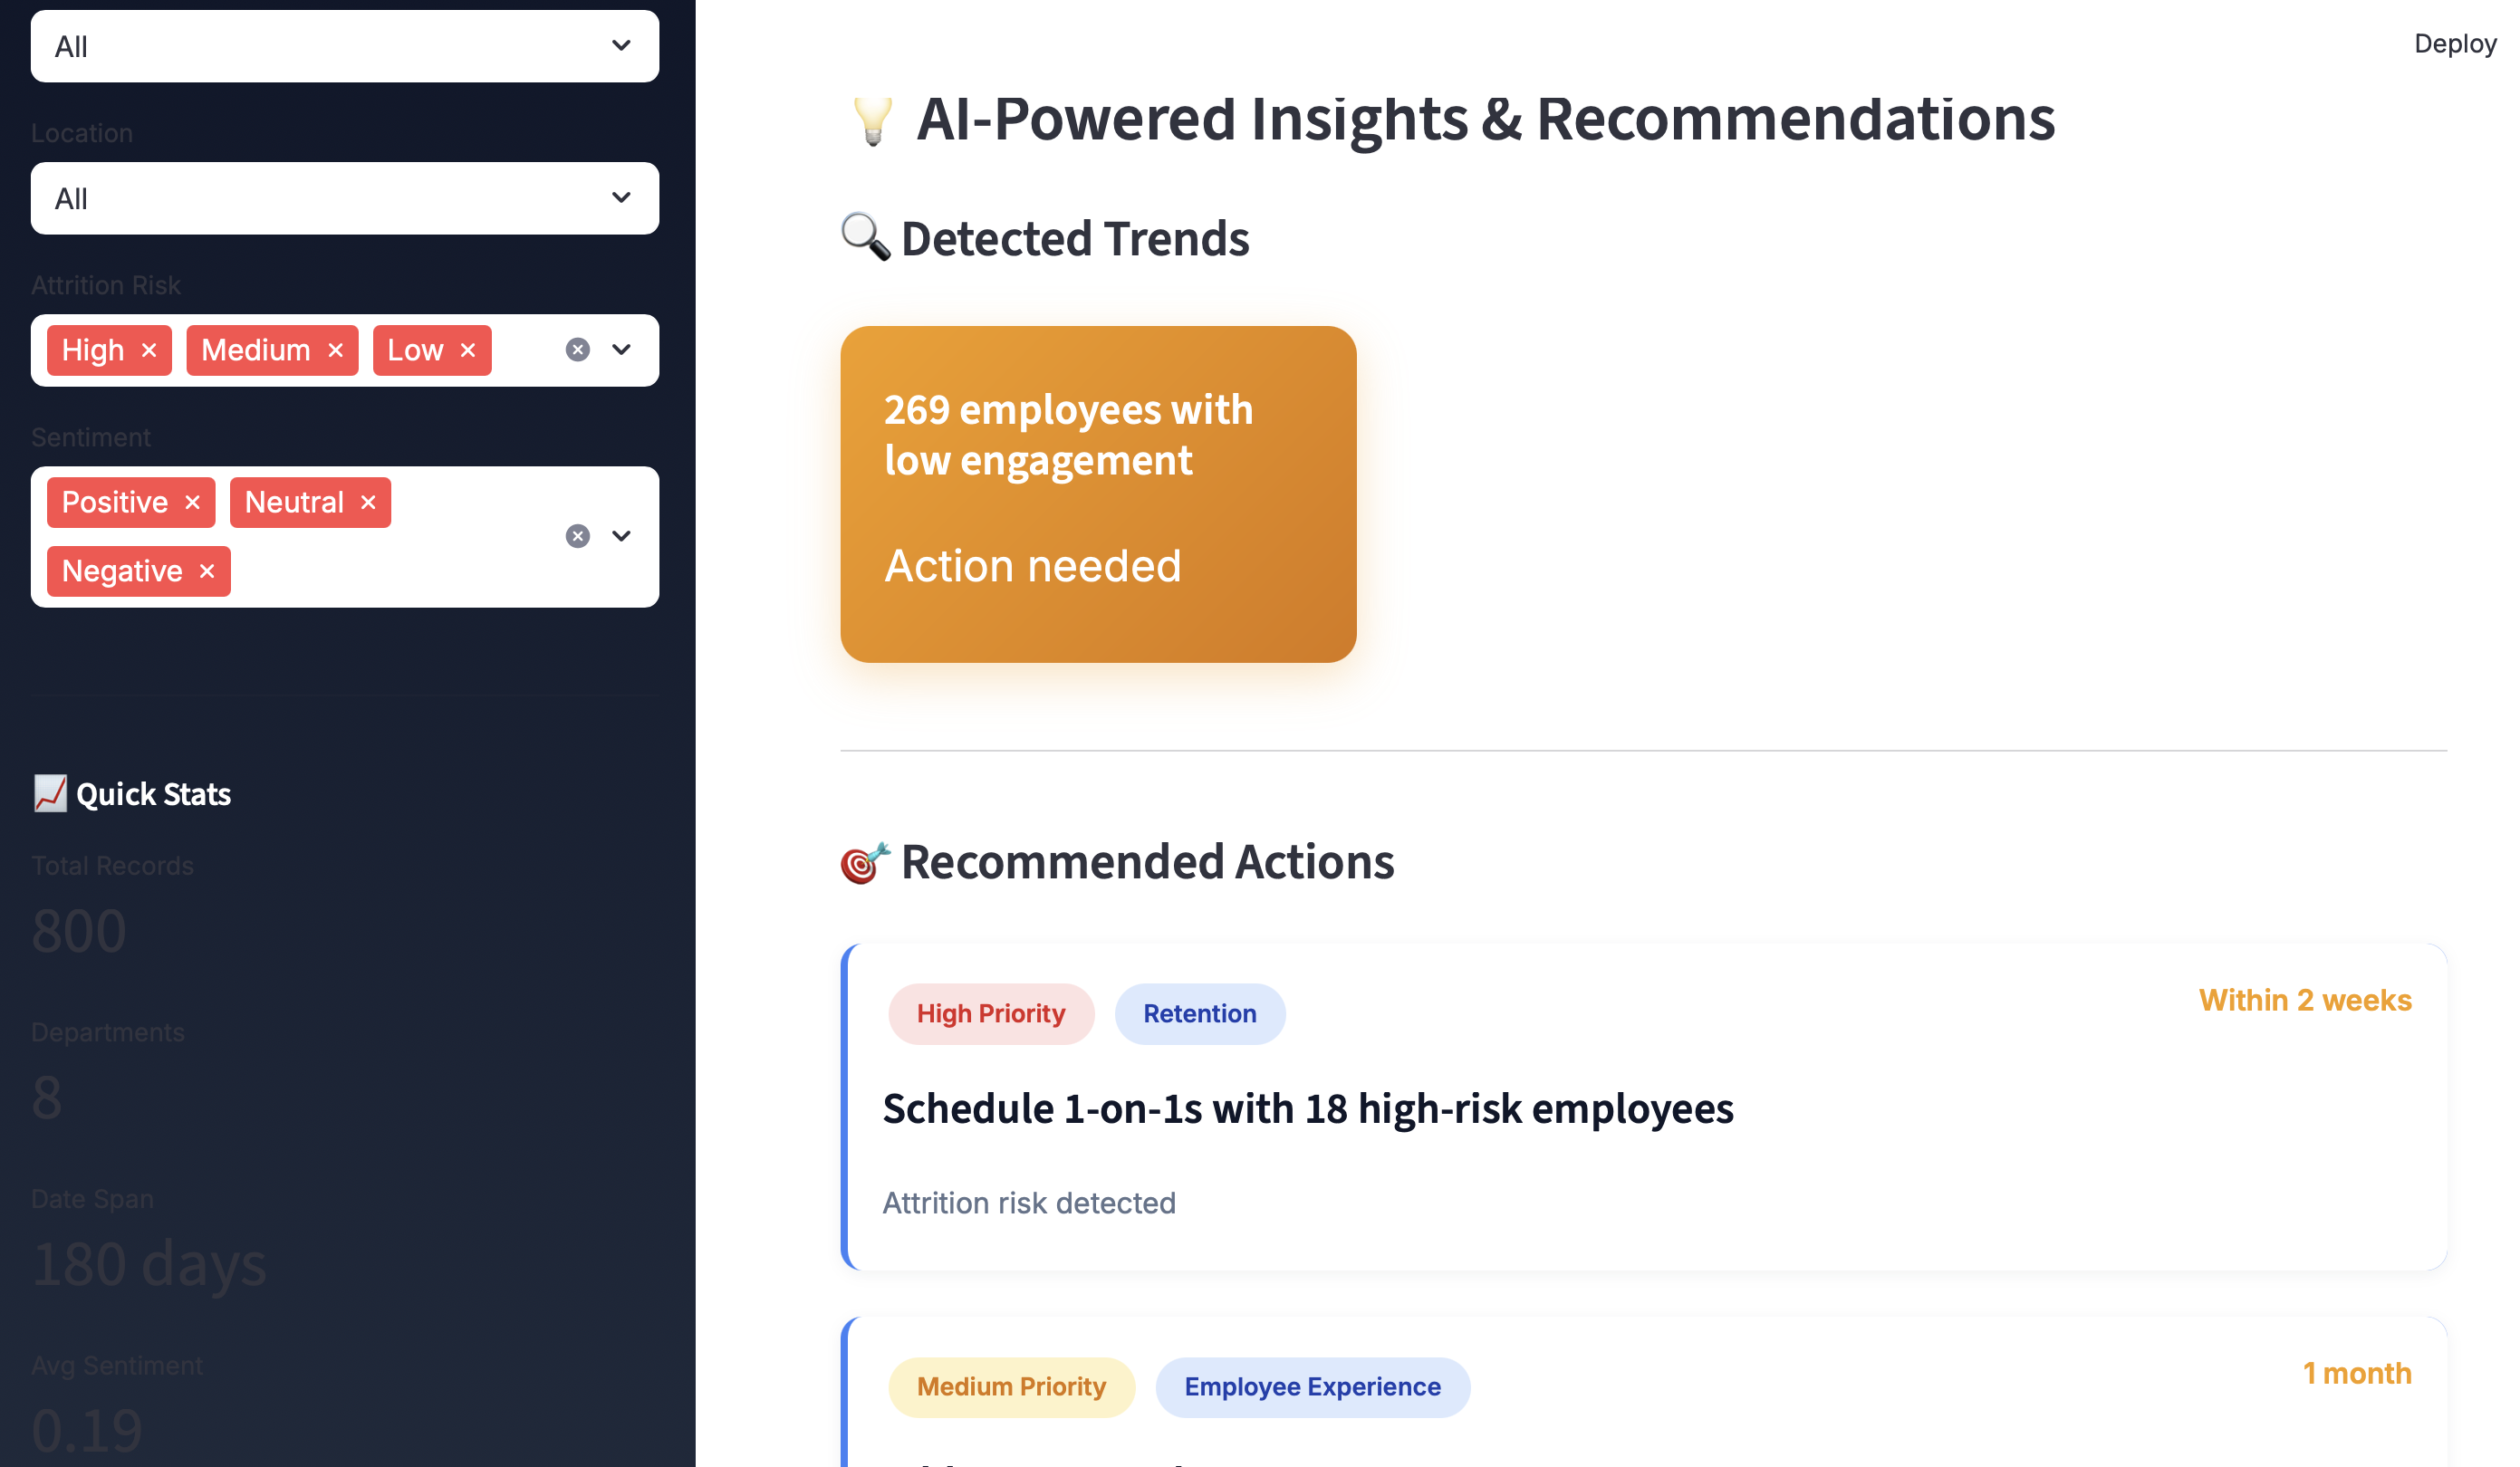 All
Location
All
Attrition Risk
High
Medium
Low
Sentiment
Positive
Neutral
Negative
Quick Stats
Total Records
800
Departments
8
Date Span
180 days
Avg Sentiment
0.19
Deploy
AI-Powered Insights & Recommendations
Detected Trends
269 employees with
low engagement
Action needed
Recommended Actions
High Priority
Retention
Within 2 weeks
Schedule 1-on-1s with 18 high-risk employees
Attrition risk detected
Medium Priority
Employee Experience
1 month